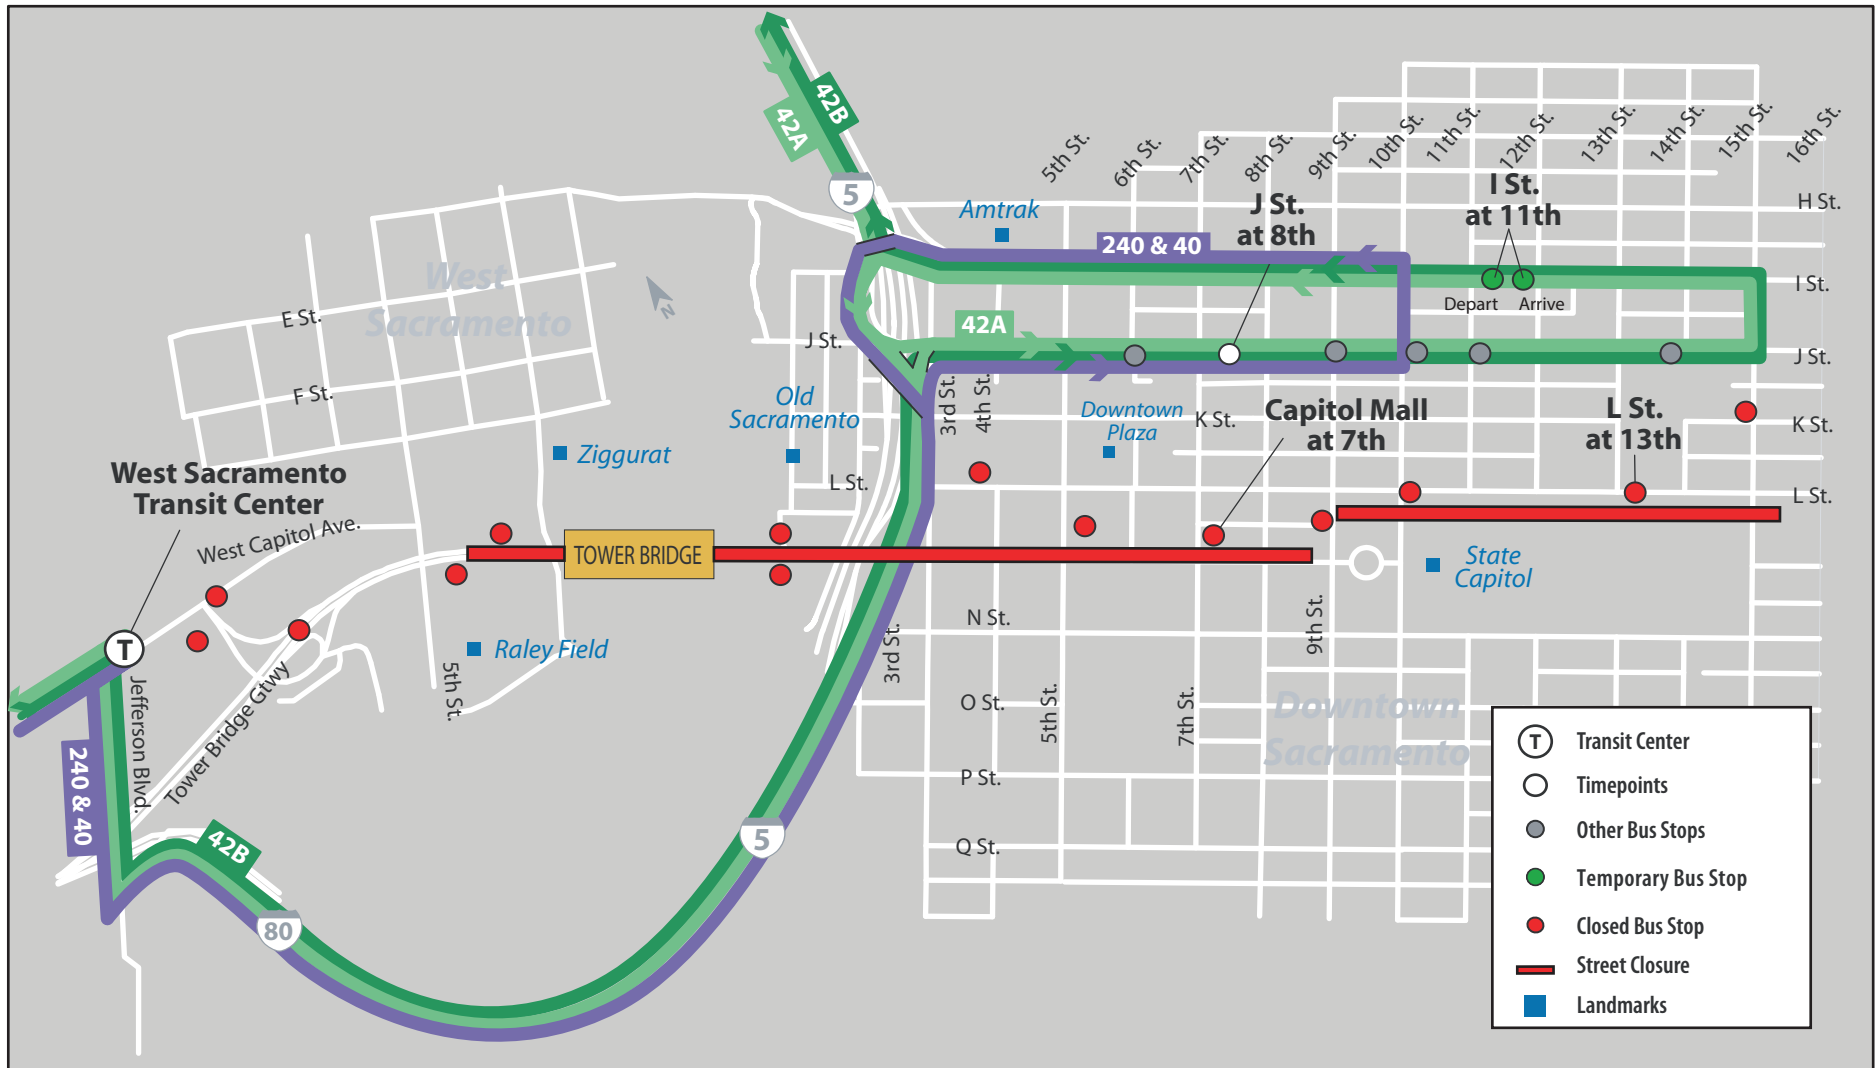 42B
42A
5
5th St.
6th St.
7th St.
8th St.
9th St.
10th St.
11th St.
12th St.
13th St.
14th St.
15th St.
16th St.
Amtrak
240 & 40
J St.
at 8th
I St.
at 11th
H St.
West
Sacramento
N
E St.
F St.
J St.
42A
Depart
Arrive
I St.
J St.
Old
Sacramento
3rd St.
4th St.
Downtown
Plaza
K St.
Capitol Mall
at 7th
L St.
at 13th
K St.
Ziggurat
L St.
L St.
West Sacramento
Transit Center
West Capitol Ave.
TOWER BRIDGE
State
Capitol
T
Raley Field
N St.
3rd St.
9th St.
5th St.
Jefferson Blvd.
Tower Bridge Gtwy
240 & 40
O St.
5th St.
7th St.
Downtown
Sacramento
P St.
Q St.
42B
5
80
T
Transit Center
Timepoints
Other Bus Stops
Temporary Bus Stop
Closed Bus Stop
Street Closure
Landmarks